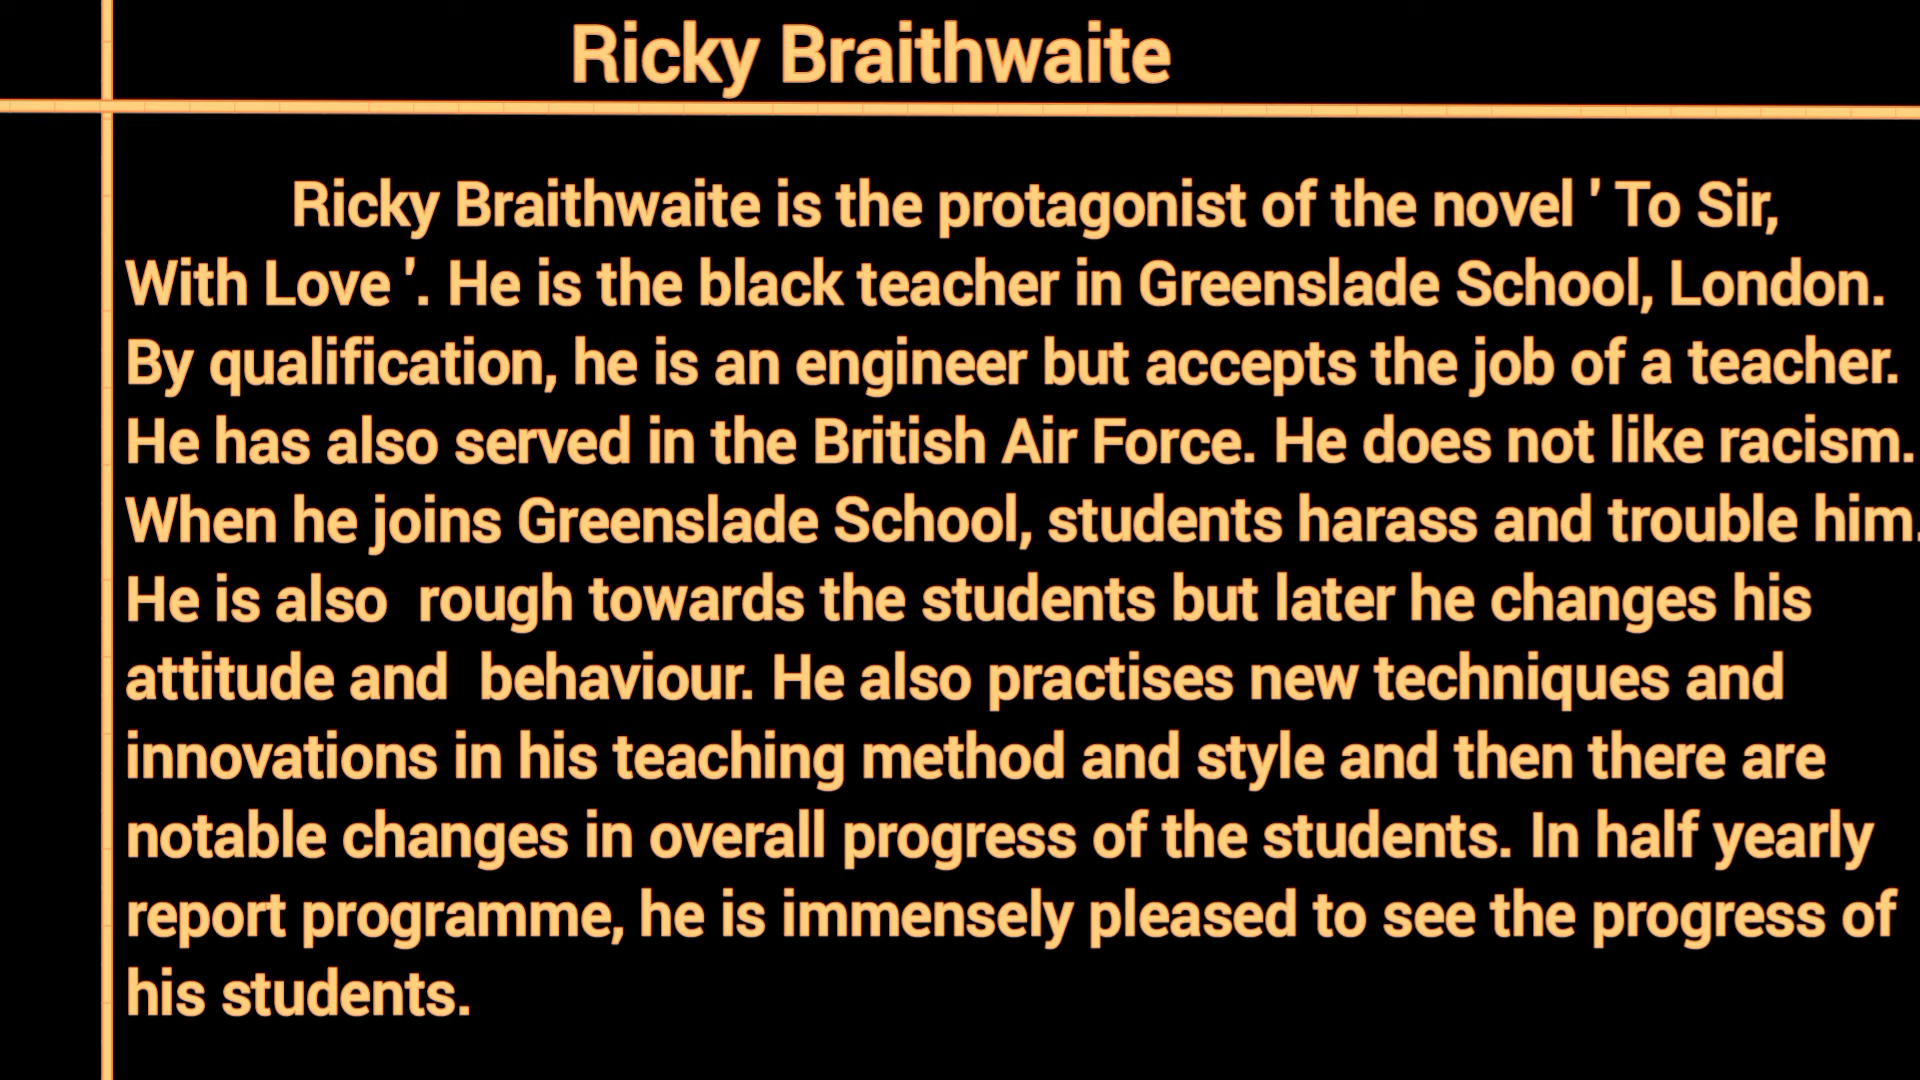 Ricky Braithwaite
Ricky Braithwaite is the protagonist of the novel ' To Sir,
With Love '. He is the black teacher in Greenslade School, London.
By qualification, he is an engineer but accepts the job of a teacher.
He has also served in the British Air Force. He does not like racism.
When he joins Greenslade School, students harass and trouble him.
He is also  rough towards the students but later he changes his
attitude and  behaviour. He also practises new techniques and
innovations in his teaching method and style and then there are
notable changes in overall progress of the students. In half yearly
report programme, he is immensely pleased to see the progress of
his students.